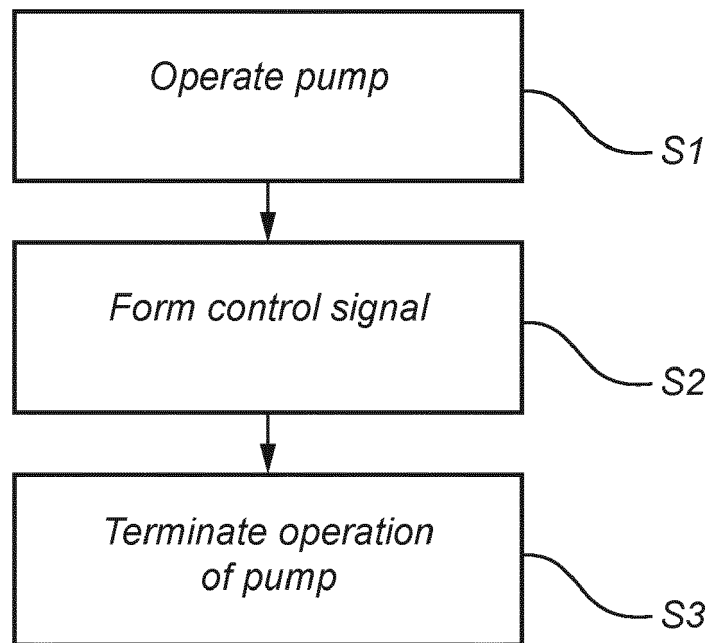 Operate pump
S1
Form control signal
S2
Terminate operation
of pump
S3